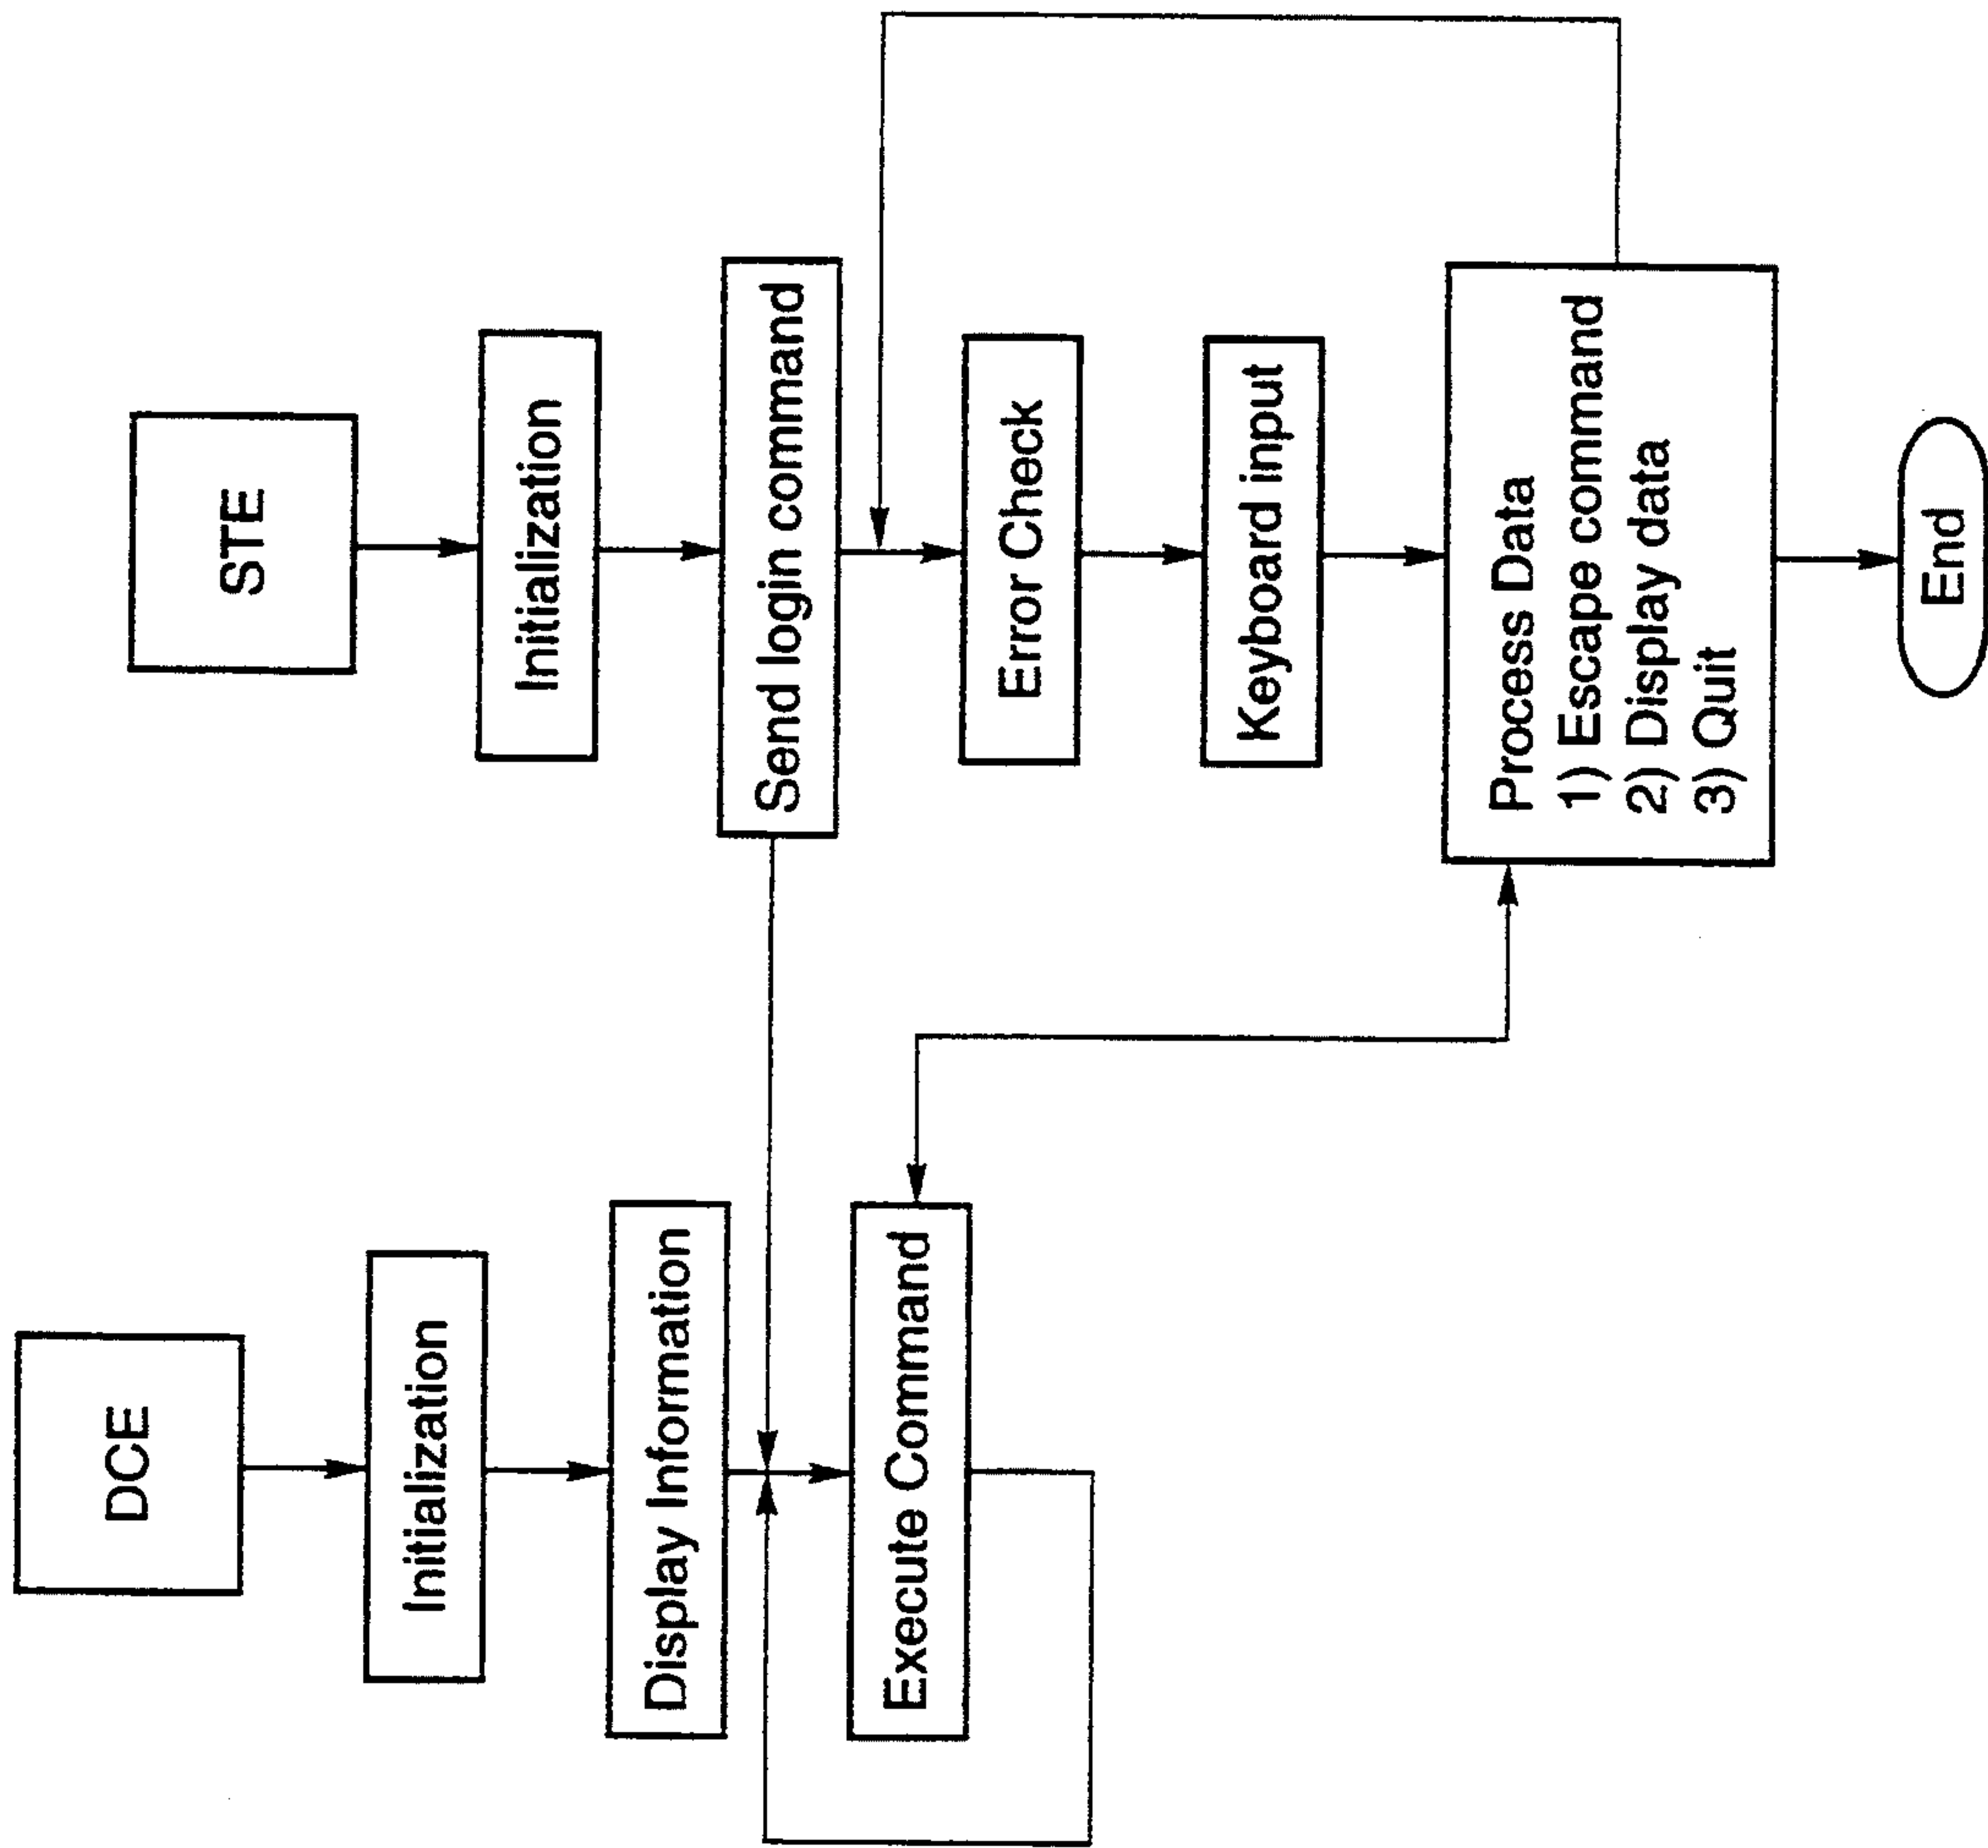 DCE
Initialization
Display Information
Execute Command
STE
Initialization
Send login command
Error Check
Keyboard input
Process Data
1) Escape command
2) Display data
3) Quit
End